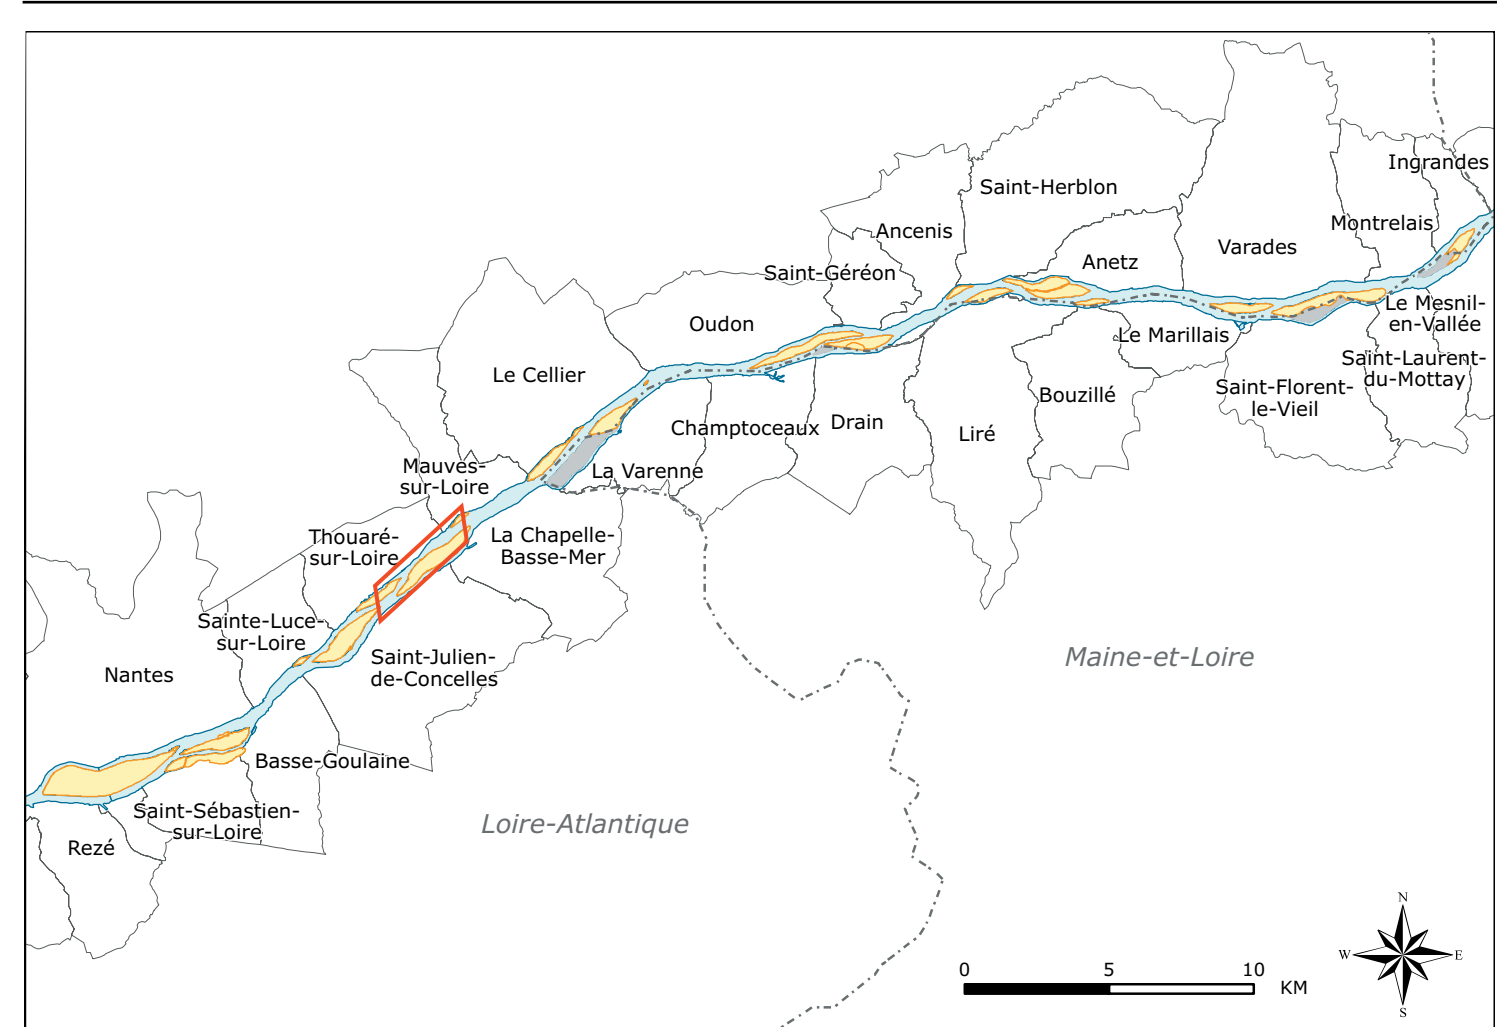 Ingrandes
Saint-Herblon
Montrelais
Ancenis
Varades
Anetz
Saint-Géréon
Le Mesnil-
en-Vallée
Oudon
Le Marillais
Saint-Laurent-
du-Mottay
Le Cellier
Saint-Florent-
le-Vieil
Bouzillé
Champtoceaux
Drain
Liré
Mauves-
sur-Loire
La Varenne
Thouaré-
sur-Loire
La Chapelle-
Basse-Mer
Sainte-Luce-
sur-Loire
Saint-Julien-
de-Concelles
Maine-et-Loire
Nantes
Basse-Goulaine
Saint-Sébastien-
sur-Loire
Loire-Atlantique
Rezé
N
W
E
S
0 5 10
KM